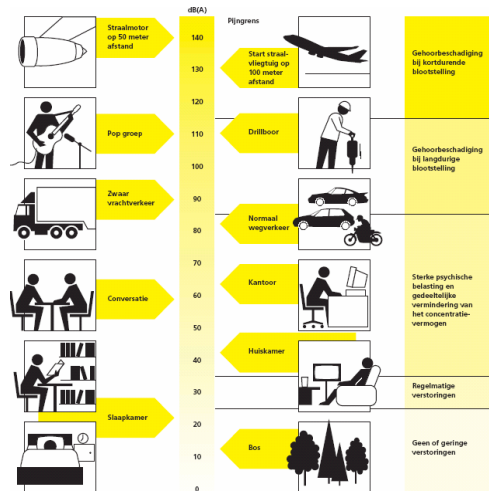 dB(A)
Pijngrens
Straalmotor
op 50 meter
afstand
140
Start straal-
vliegtuig op
100 meter
afstand
Gehoorbeschadiging
bij kortdurende
blootstelling
130
120
Pop groep
110
Drillboor
Gehoorbeschadiging
bij langdurige
blootstelling
100
Zwaar
vrachtverkeer
90
Normaal
wegverkeer
80
70
Kantoor
Sterke psychische
belasting en
gedeeltelijke
vermindering van
het concentratie-
vermogen
Conversatie
60
50
Huiskamer
40
30
Regelmatige
verstoringen
Slaapkamer
20
Bos
Geen of geringe
verstoringen
10
0